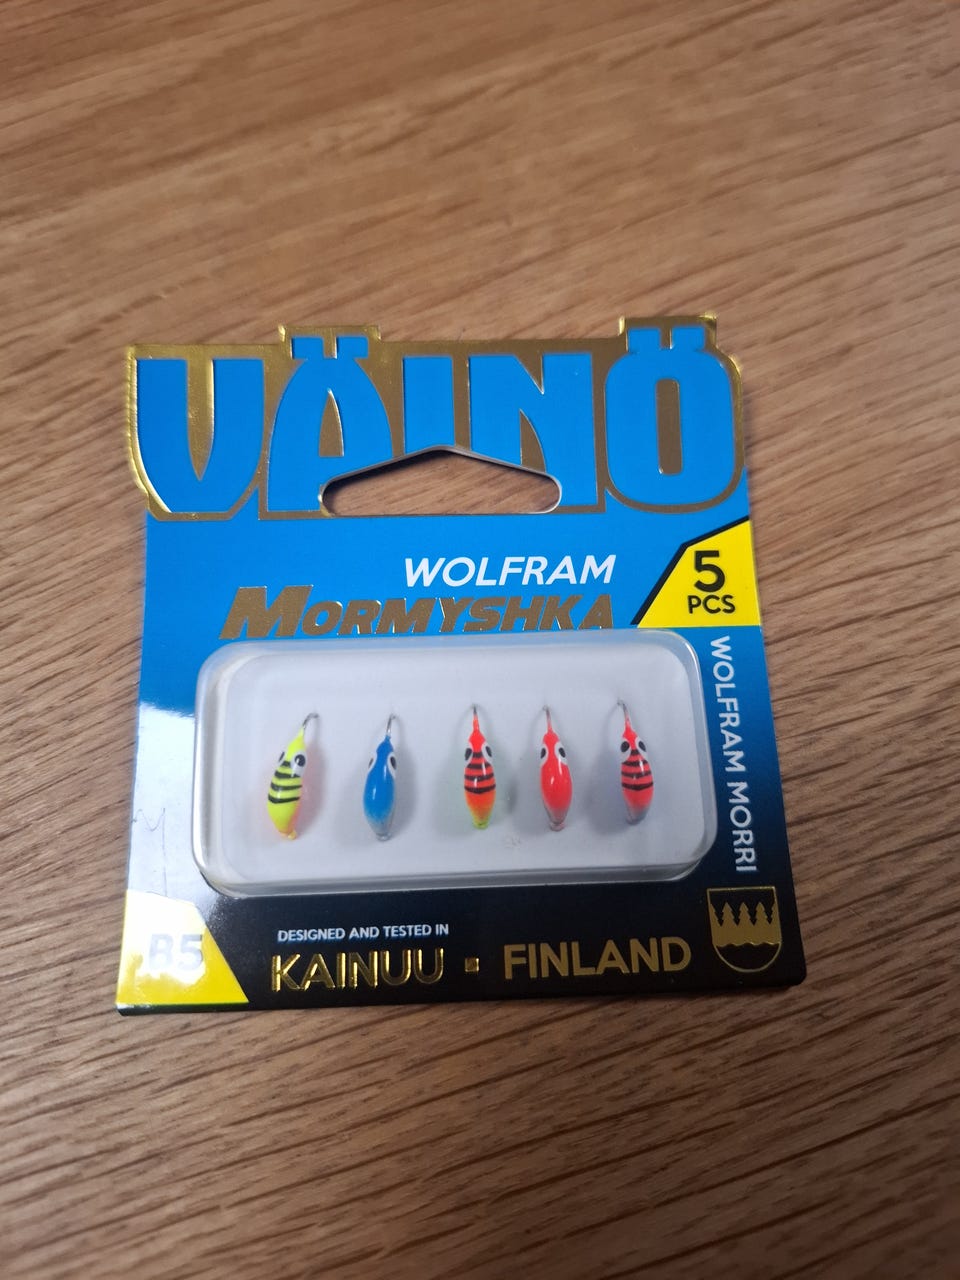 VÄINÖ
WOLFRAM
MORMYSHKA
5
PCS
WOLFRAM MORRI
B5
DESIGNED AND TESTED IN
KAINUU ▪ FINLAND